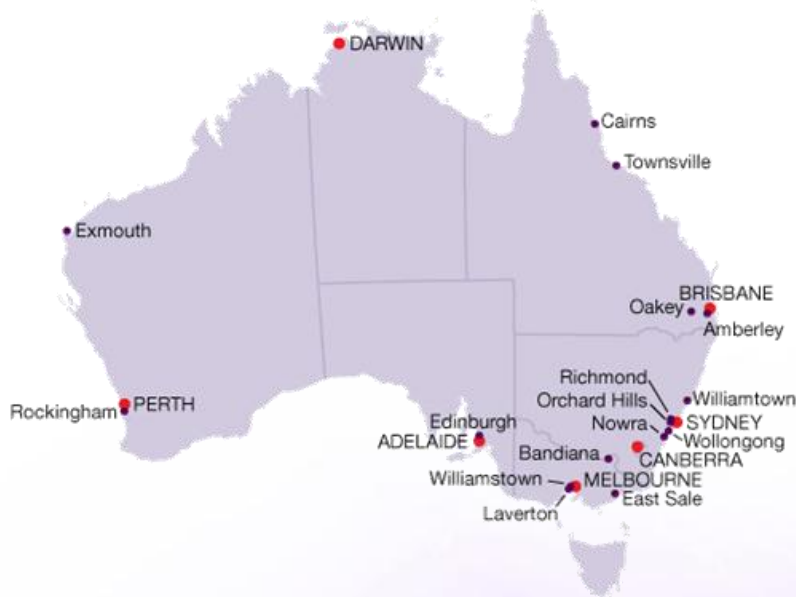 DARWIN
Cairns
Townsville
Exmouth
BRISBANE
Oakey
Amberley
Richmond
Orchard Hills
Williamtown
Nowra
SYDNEY
Wollongong
PERTH
Rockingham
Edinburgh
ADELAIDE
Bandiana
CANBERRA
Williamstown
MELBOURNE
East Sale
Laverton